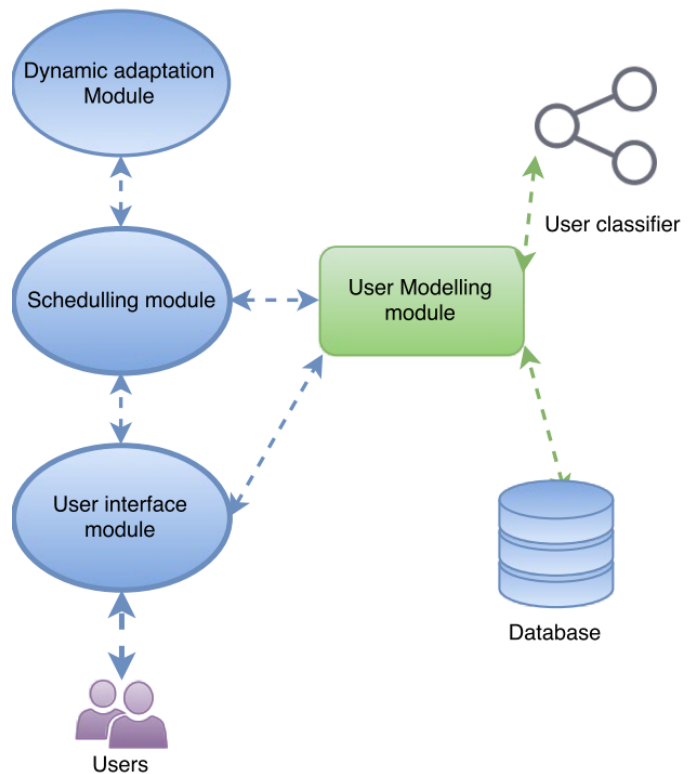 Dynamic adaptation
Module
User classifier
Schedulling module
User Modelling
module
User interface
module
Database
Users